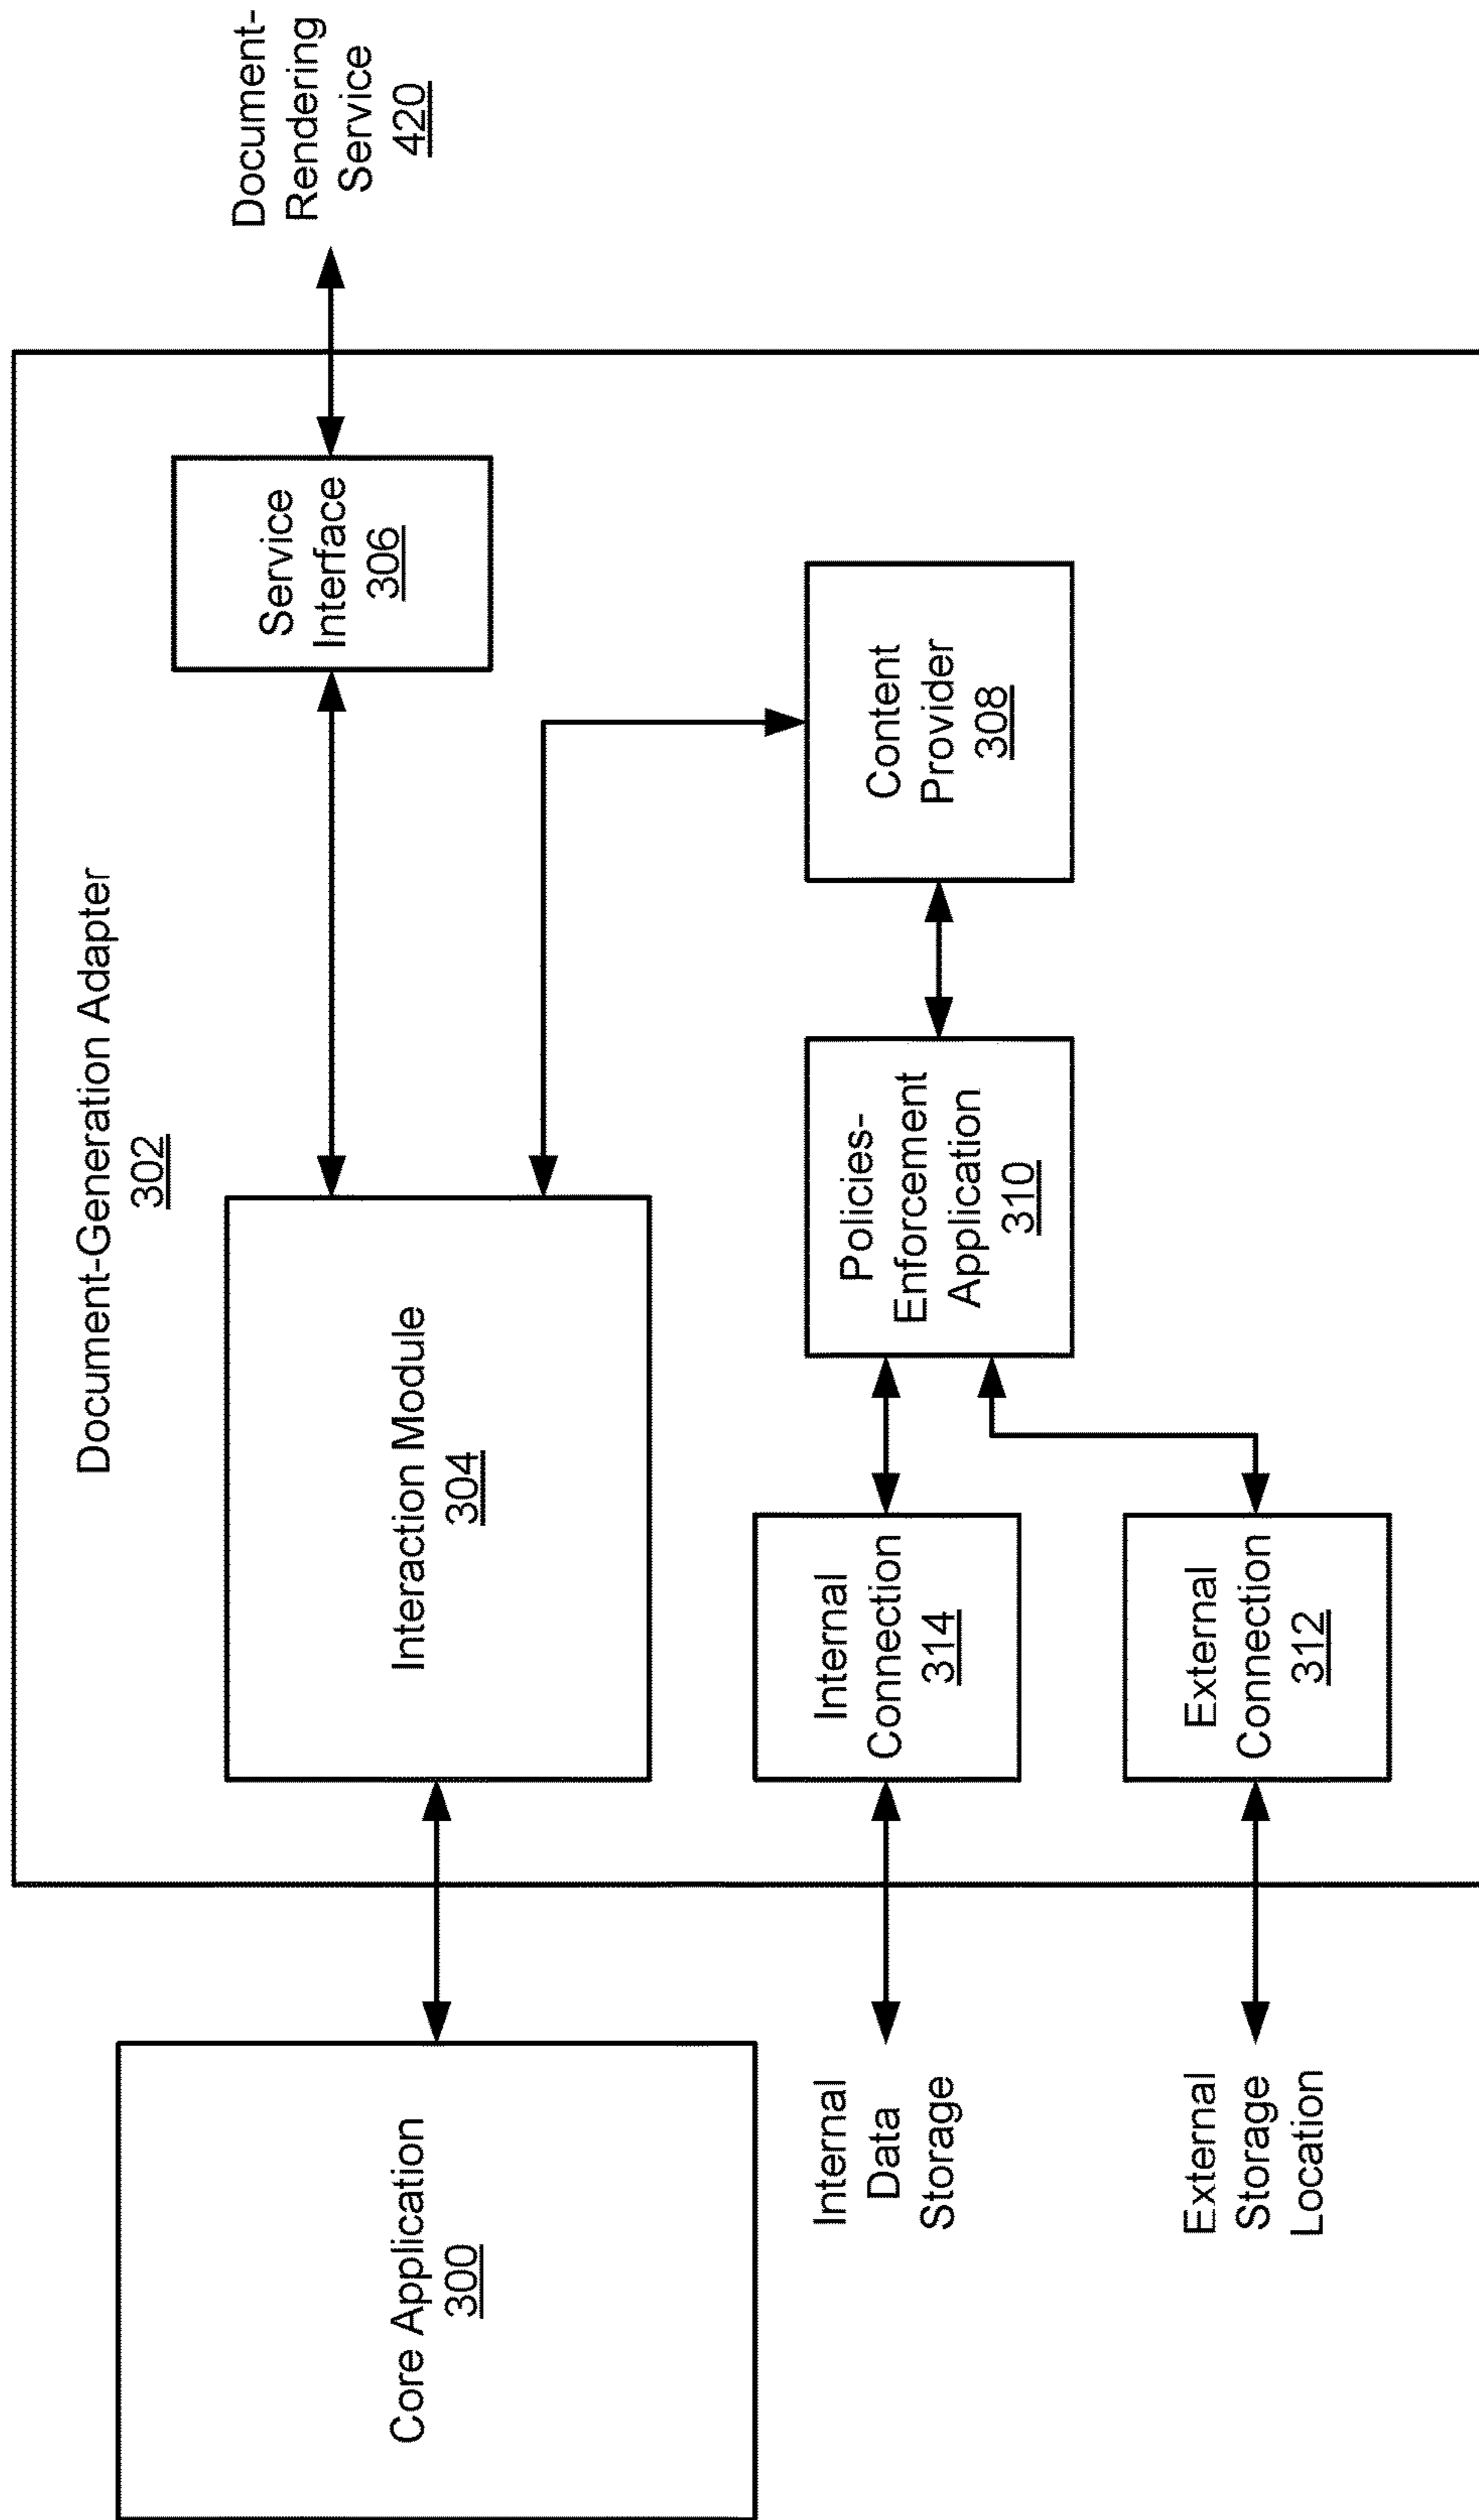 Document-Generation Adapter
302
Core Application
300
Interaction Module
304
Service
Interface
306
Document-
Rendering
Service
420
Internal
Data
Storage
Internal
Connection
314
Policies-
Enforcement
Application
310
Content
Provider
308
External
Storage
Location
External
Connection
312